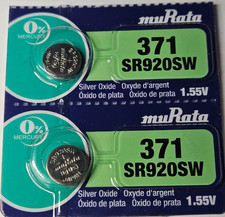 muRata
0%
MERCURY
371
SR920SW
Silver Oxide Oxyde d'argent
Óxido de plata Óxido de prata 1.55V
muRata
0%
MERCURY
371
muRata
SR920SW
Silver Oxide Oxyde d'argent
Óxido de plata Óxido de prata 1.55V